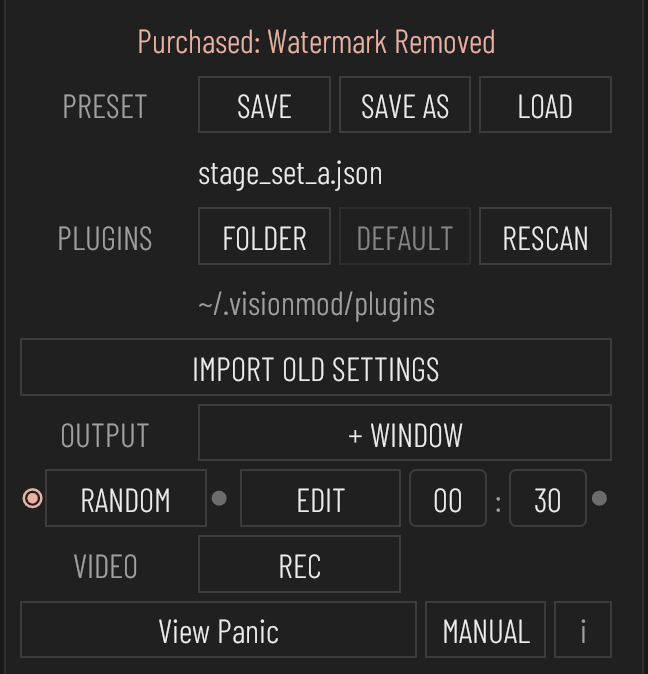 Purchased: Watermark Removed
PRESET SAVE SAVE AS LOAD
stage_set_a.json
PLUGINS FOLDER DEFAULT RESCAN
~/.visionmod/plugins
IMPORT OLD SETTINGS
OUTPUT + WINDOW
RANDOM EDIT 00 : 30
VIDEO REC
View Panic MANUAL i